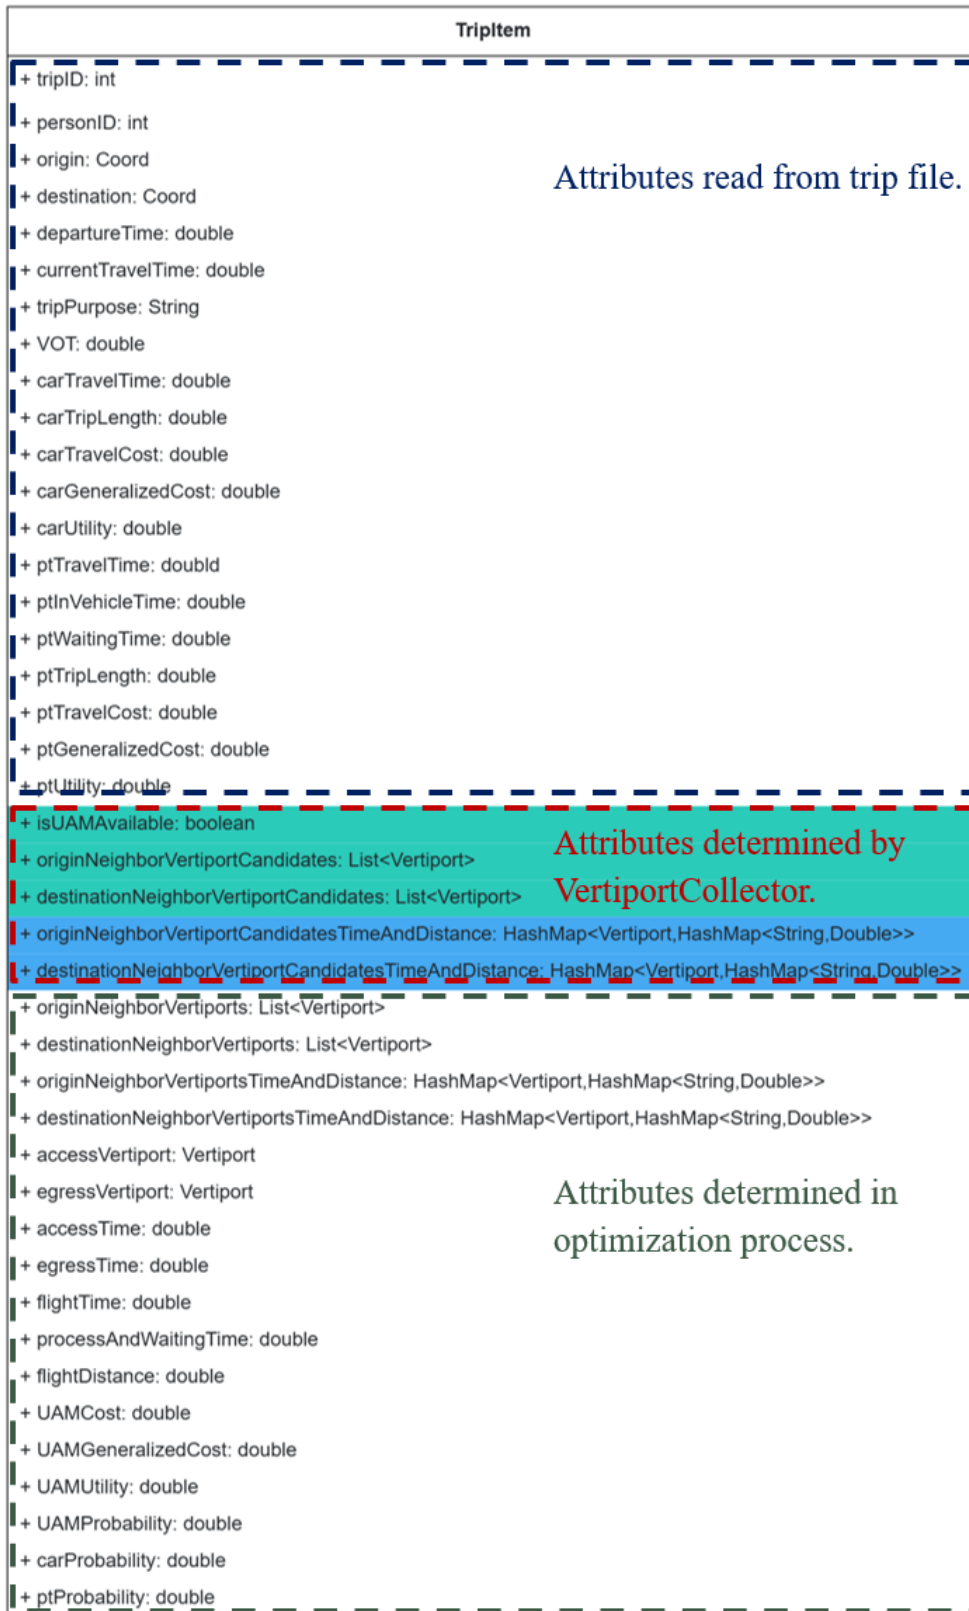 TripItem
+ tripID: int
+ personID: int
+ origin: Coord
Attributes read from trip file.
+ destination: Coord
+ departureTime: double
+ currentTravelTime: double
+ tripPurpose: String
+ VOT: double
+ carTravelTime: double
+ carTripLength: double
+ carTravelCost: double
+ carGeneralizedCost: double
+ carUtility: double
+ ptTravelTime: doubld
+ ptInVehicleTime: double
+ ptWaitingTime: double
+ ptTripLength: double
+ ptTravelCost: double
+ ptGeneralizedCost: double
+ ptUtility: double
+ isUAMAvailable: boolean
Attributes determined by
+ originNeighborVertiportCandidates: List<Vertiport>
VertiportCollector.
+ destinationNeighborVertiportCandidates: List<Vertiport>
+ originNeighborVertiportCandidatesTimeAndDistance: HashMap<Vertiport,HashMap<String,Double>>
+ destinationNeighborVertiportCandidatesTimeAndDistance: HashMap<Vertiport,HashMap<String,Double>>
+ originNeighborVertiports: List<Vertiport>
+ destinationNeighborVertiports: List<Vertiport>
+ originNeighborVertiportsTimeAndDistance: HashMap<Vertiport,HashMap<String,Double>>
+ destinationNeighborVertiportsTimeAndDistance: HashMap<Vertiport,HashMap<String,Double>>
+ accessVertiport: Vertiport
+ egressVertiport: Vertiport
Attributes determined in
+ accessTime: double
optimization process.
+ egressTime: double
+ flightTime: double
+ processAndWaitingTime: double
+ flightDistance: double
+ UAMCost: double
+ UAMGeneralizedCost: double
+ UAMUtility: double
+ UAMProbability: double
+ carProbability: double
+ ptProbability: double